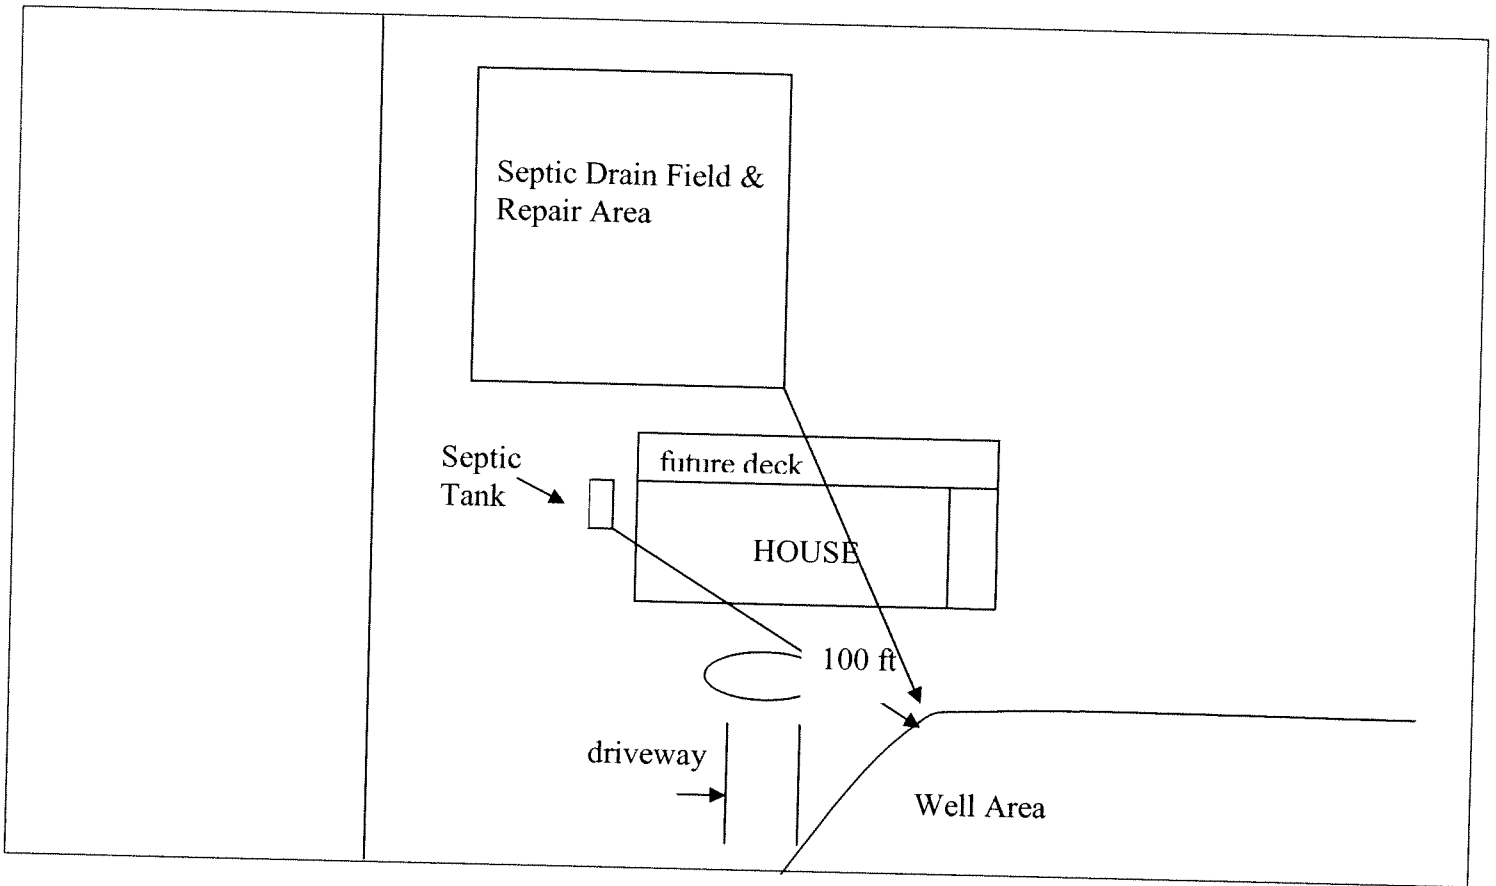 Septic Drain Field &
Repair Area
Septic
Tank
future deck
HOUSE
100 ft
driveway
Well Area